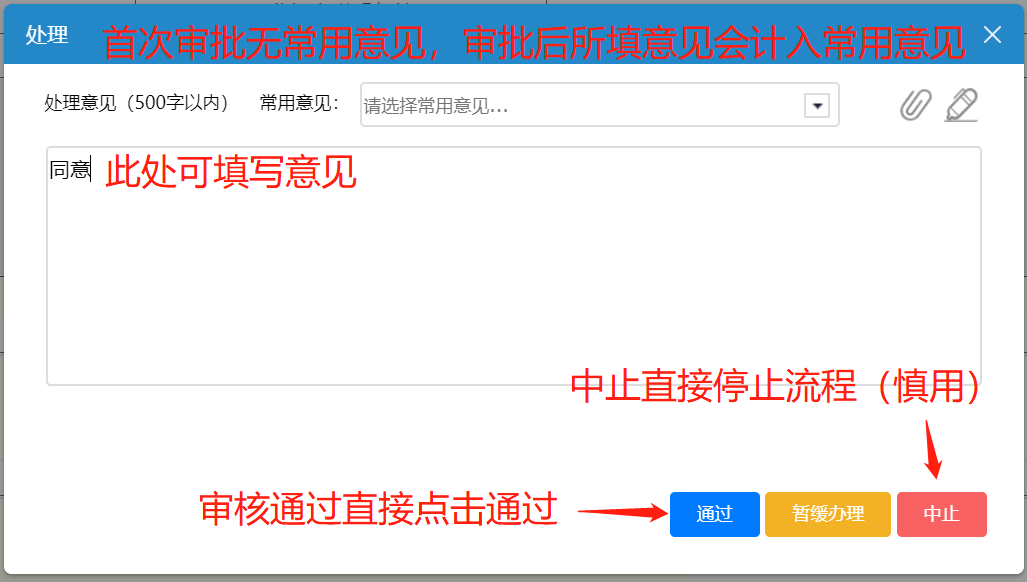 处理
首次审批无常用意见，审批后所填意见会计入常用意见
处理意见（500字以内） 常用意见：
请选择常用意见...
同意
此处可填写意见
中止直接停止流程（慎用）
审核通过直接点击通过
通过
暂缓办理
中止